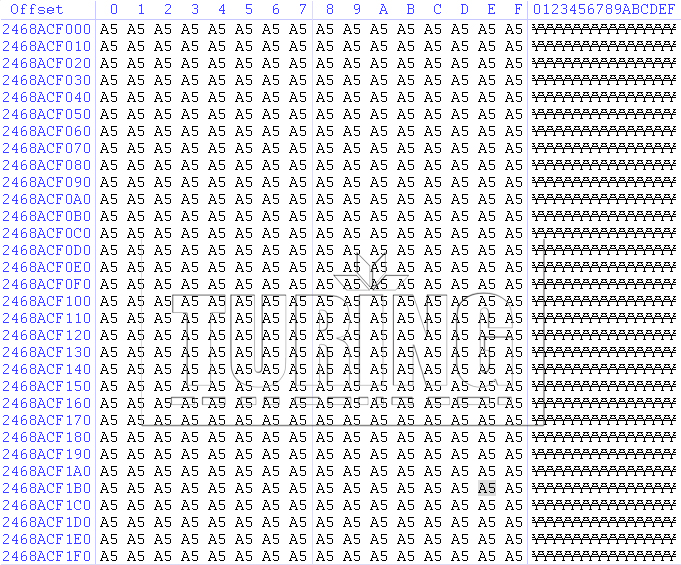 Offset 0 1 2 3 4 5 6 7 8 9 A B C D E F 0123456789ABCDEF
2468ACF000 A5 A5 A5 A5 A5 A5 A5 A5 A5 A5 A5 A5 A5 A5 A5 A5 ¥¥¥¥¥¥¥¥¥¥¥¥¥¥¥¥
2468ACF010 A5 A5 A5 A5 A5 A5 A5 A5 A5 A5 A5 A5 A5 A5 A5 A5 ¥¥¥¥¥¥¥¥¥¥¥¥¥¥¥¥
2468ACF020 A5 A5 A5 A5 A5 A5 A5 A5 A5 A5 A5 A5 A5 A5 A5 A5 ¥¥¥¥¥¥¥¥¥¥¥¥¥¥¥¥
2468ACF030 A5 A5 A5 A5 A5 A5 A5 A5 A5 A5 A5 A5 A5 A5 A5 A5 ¥¥¥¥¥¥¥¥¥¥¥¥¥¥¥¥
2468ACF040 A5 A5 A5 A5 A5 A5 A5 A5 A5 A5 A5 A5 A5 A5 A5 A5 ¥¥¥¥¥¥¥¥¥¥¥¥¥¥¥¥
2468ACF050 A5 A5 A5 A5 A5 A5 A5 A5 A5 A5 A5 A5 A5 A5 A5 A5 ¥¥¥¥¥¥¥¥¥¥¥¥¥¥¥¥
2468ACF060 A5 A5 A5 A5 A5 A5 A5 A5 A5 A5 A5 A5 A5 A5 A5 A5 ¥¥¥¥¥¥¥¥¥¥¥¥¥¥¥¥
2468ACF070 A5 A5 A5 A5 A5 A5 A5 A5 A5 A5 A5 A5 A5 A5 A5 A5 ¥¥¥¥¥¥¥¥¥¥¥¥¥¥¥¥
2468ACF080 A5 A5 A5 A5 A5 A5 A5 A5 A5 A5 A5 A5 A5 A5 A5 A5 ¥¥¥¥¥¥¥¥¥¥¥¥¥¥¥¥
2468ACF090 A5 A5 A5 A5 A5 A5 A5 A5 A5 A5 A5 A5 A5 A5 A5 A5 ¥¥¥¥¥¥¥¥¥¥¥¥¥¥¥¥
2468ACF0A0 A5 A5 A5 A5 A5 A5 A5 A5 A5 A5 A5 A5 A5 A5 A5 A5 ¥¥¥¥¥¥¥¥¥¥¥¥¥¥¥¥
2468ACF0B0 A5 A5 A5 A5 A5 A5 A5 A5 A5 A5 A5 A5 A5 A5 A5 A5 ¥¥¥¥¥¥¥¥¥¥¥¥¥¥¥¥
2468ACF0C0 A5 A5 A5 A5 A5 A5 A5 A5 A5 A5 A5 A5 A5 A5 A5 A5 ¥¥¥¥¥¥¥¥¥¥¥¥¥¥¥¥
2468ACF0D0 A5 A5 A5 A5 A5 A5 A5 A5 A5 A5 A5 A5 A5 A5 A5 A5 ¥¥¥¥¥¥¥¥¥¥¥¥¥¥¥¥
2468ACF0E0 A5 A5 A5 A5 A5 A5 A5 A5 A5 A5 A5 A5 A5 A5 A5 A5 ¥¥¥¥¥¥¥¥¥¥¥¥¥¥¥¥
2468ACF0F0 A5 A5 A5 A5 A5 A5 A5 A5 A5 A5 A5 A5 A5 A5 A5 A5 ¥¥¥¥¥¥¥¥¥¥¥¥¥¥¥¥
2468ACF100 A5 A5 A5 A5 A5 A5 A5 A5 A5 A5 A5 A5 A5 A5 A5 A5 ¥¥¥¥¥¥¥¥¥¥¥¥¥¥¥¥
2468ACF110 A5 A5 A5 A5 A5 A5 A5 A5 A5 A5 A5 A5 A5 A5 A5 A5 ¥¥¥¥¥¥¥¥¥¥¥¥¥¥¥¥
2468ACF120 A5 A5 A5 A5 A5 A5 A5 A5 A5 A5 A5 A5 A5 A5 A5 A5 ¥¥¥¥¥¥¥¥¥¥¥¥¥¥¥¥
2468ACF130 A5 A5 A5 A5 A5 A5 A5 A5 A5 A5 A5 A5 A5 A5 A5 A5 ¥¥¥¥¥¥¥¥¥¥¥¥¥¥¥¥
2468ACF140 A5 A5 A5 A5 A5 A5 A5 A5 A5 A5 A5 A5 A5 A5 A5 A5 ¥¥¥¥¥¥¥¥¥¥¥¥¥¥¥¥
2468ACF150 A5 A5 A5 A5 A5 A5 A5 A5 A5 A5 A5 A5 A5 A5 A5 A5 ¥¥¥¥¥¥¥¥¥¥¥¥¥¥¥¥
2468ACF160 A5 A5 A5 A5 A5 A5 A5 A5 A5 A5 A5 A5 A5 A5 A5 A5 ¥¥¥¥¥¥¥¥¥¥¥¥¥¥¥¥
2468ACF170 A5 A5 A5 A5 A5 A5 A5 A5 A5 A5 A5 A5 A5 A5 A5 A5 ¥¥¥¥¥¥¥¥¥¥¥¥¥¥¥¥
2468ACF180 A5 A5 A5 A5 A5 A5 A5 A5 A5 A5 A5 A5 A5 A5 A5 A5 ¥¥¥¥¥¥¥¥¥¥¥¥¥¥¥¥
2468ACF190 A5 A5 A5 A5 A5 A5 A5 A5 A5 A5 A5 A5 A5 A5 A5 A5 ¥¥¥¥¥¥¥¥¥¥¥¥¥¥¥¥
2468ACF1A0 A5 A5 A5 A5 A5 A5 A5 A5 A5 A5 A5 A5 A5 A5 A5 A5 ¥¥¥¥¥¥¥¥¥¥¥¥¥¥¥¥
2468ACF1B0 A5 A5 A5 A5 A5 A5 A5 A5 A5 A5 A5 A5 A5 A5 A5 A5 ¥¥¥¥¥¥¥¥¥¥¥¥¥¥¥¥
2468ACF1C0 A5 A5 A5 A5 A5 A5 A5 A5 A5 A5 A5 A5 A5 A5 A5 A5 ¥¥¥¥¥¥¥¥¥¥¥¥¥¥¥¥
2468ACF1D0 A5 A5 A5 A5 A5 A5 A5 A5 A5 A5 A5 A5 A5 A5 A5 A5 ¥¥¥¥¥¥¥¥¥¥¥¥¥¥¥¥
2468ACF1E0 A5 A5 A5 A5 A5 A5 A5 A5 A5 A5 A5 A5 A5 A5 A5 A5 ¥¥¥¥¥¥¥¥¥¥¥¥¥¥¥¥
2468ACF1F0 A5 A5 A5 A5 A5 A5 A5 A5 A5 A5 A5 A5 A5 A5 A5 A5 ¥¥¥¥¥¥¥¥¥¥¥¥¥¥¥¥
TURING